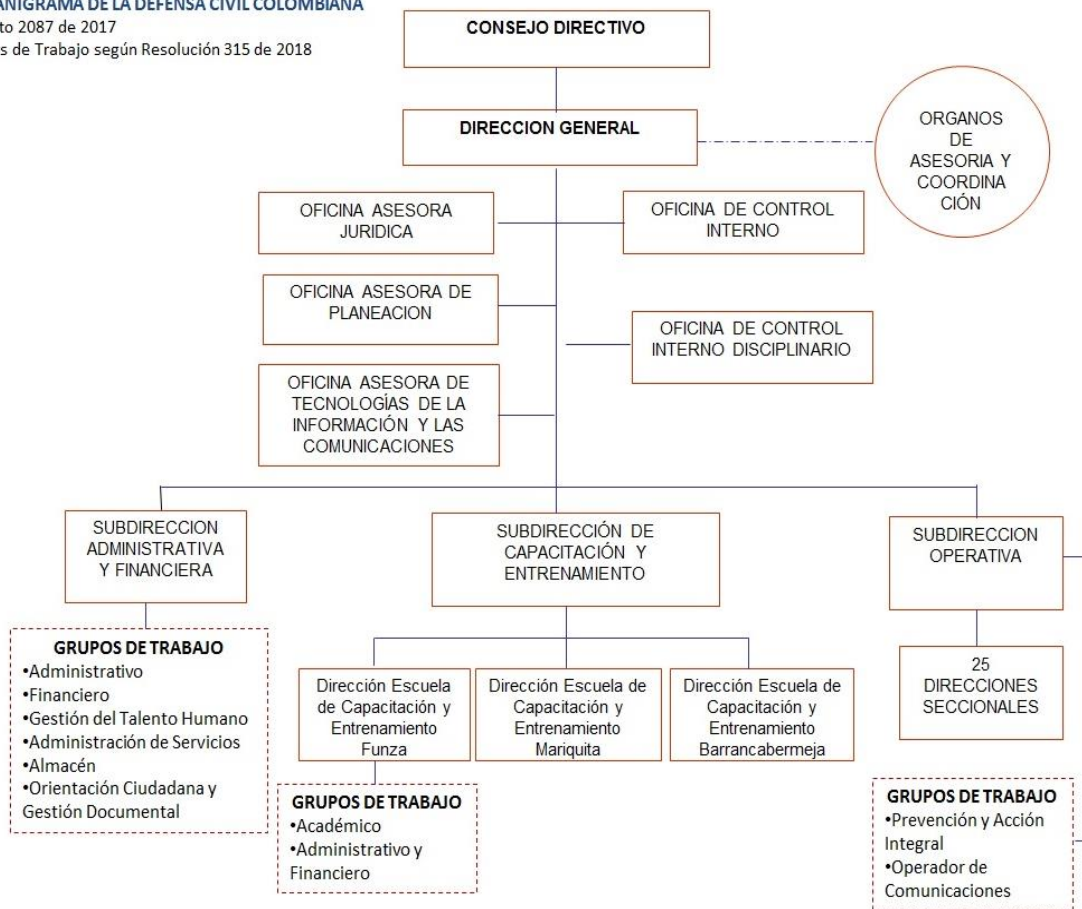 ANIGRAMA DE LA DEFENSA CIVIL COLOMBIANA
to 2087 de 2017
s de Trabajo según Resolución 315 de 2018
CONSEJO DIRECTIVO
DIRECCION GENERAL
ORGANOS
DE
ASESORIA Y
COORDINA
CIÓN
OFICINA ASESORA
JURIDICA
OFICINA DE CONTROL
INTERNO
OFICINA ASESORA DE
PLANEACION
OFICINA DE CONTROL
INTERNO DISCIPLINARIO
OFICINA ASESORA DE
TECNOLOGÍAS DE LA
INFORMACIÓN Y LAS
COMUNICACIONES
SUBDIRECCION
ADMINISTRATIVA
Y FINANCIERA
SUBDIRECCIÓN DE
CAPACITACIÓN Y
ENTRENAMIENTO
SUBDIRECCION
OPERATIVA
GRUPOS DE TRABAJO
•Administrativo
•Financiero
•Gestión del Talento Humano
•Administración de Servicios
•Almacén
•Orientación Ciudadana y
Gestión Documental
Dirección Escuela
de Capacitación y
Entrenamiento
Funza
Dirección Escuela de
Capacitación y
Entrenamiento
Mariquita
Dirección Escuela de
Capacitación y
Entrenamiento
Barrancabermeja
25
DIRECCIONES
SECCIONALES
GRUPOS DE TRABAJO
•Académico
•Administrativo y
Financiero
GRUPOS DE TRABAJO
•Prevención y Acción
Integral
•Operador de
Comunicaciones